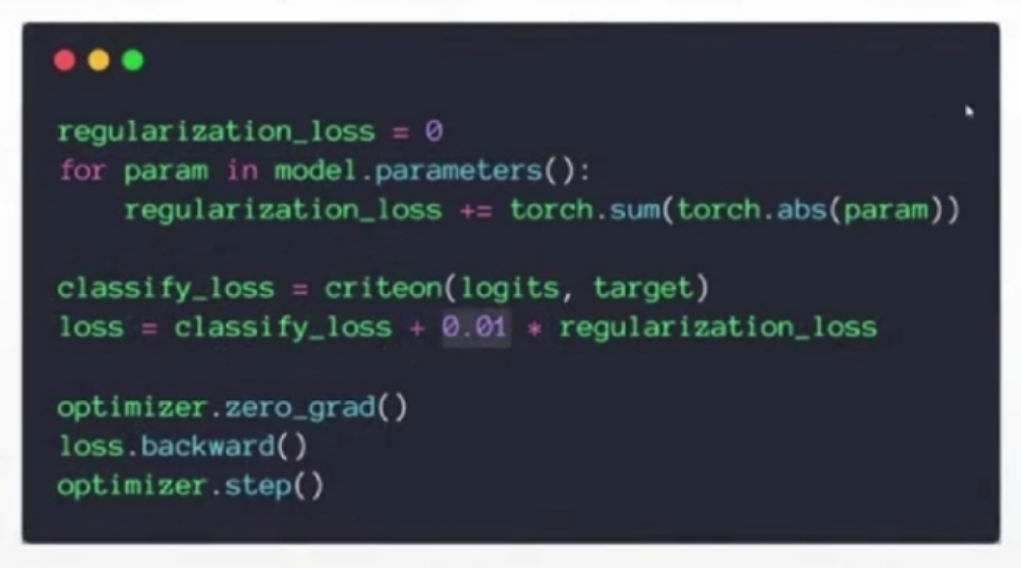 regularization_loss = 0
for param in model.parameters():
    regularization_loss += torch.sum(torch.abs(param))
classify_loss = criteon(logits, target)
loss = classify_loss + 0.01 * regularization_loss
optimizer.zero_grad()
loss.backward()
optimizer.step()